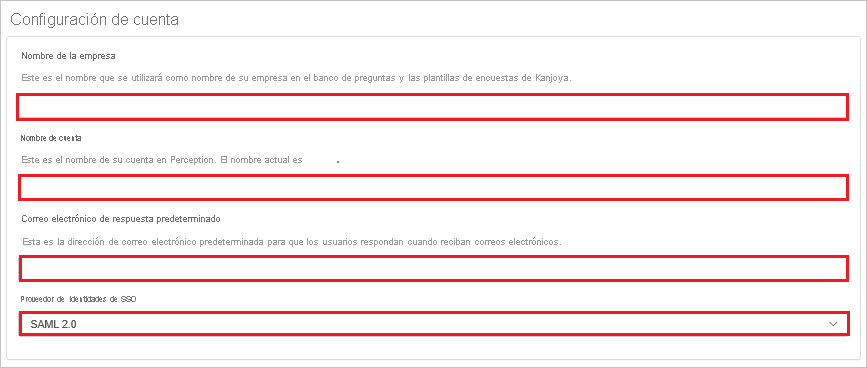 Configuración de cuenta
Nombre de la empresa
Este es el nombre que se utilizará como nombre de su empresa en el banco de preguntas y las plantillas de encuestas de Kanjoya.
Nombre de cuenta
Este es el nombre de su cuenta en Perception. El nombre actual es .
Correo electrónico de respuesta predeterminado
Esta es la dirección de correo electrónico predeterminada para que los usuarios respondan cuando reciban correos electrónicos.
Proveedor de identidades de SSO
SAML 2.0